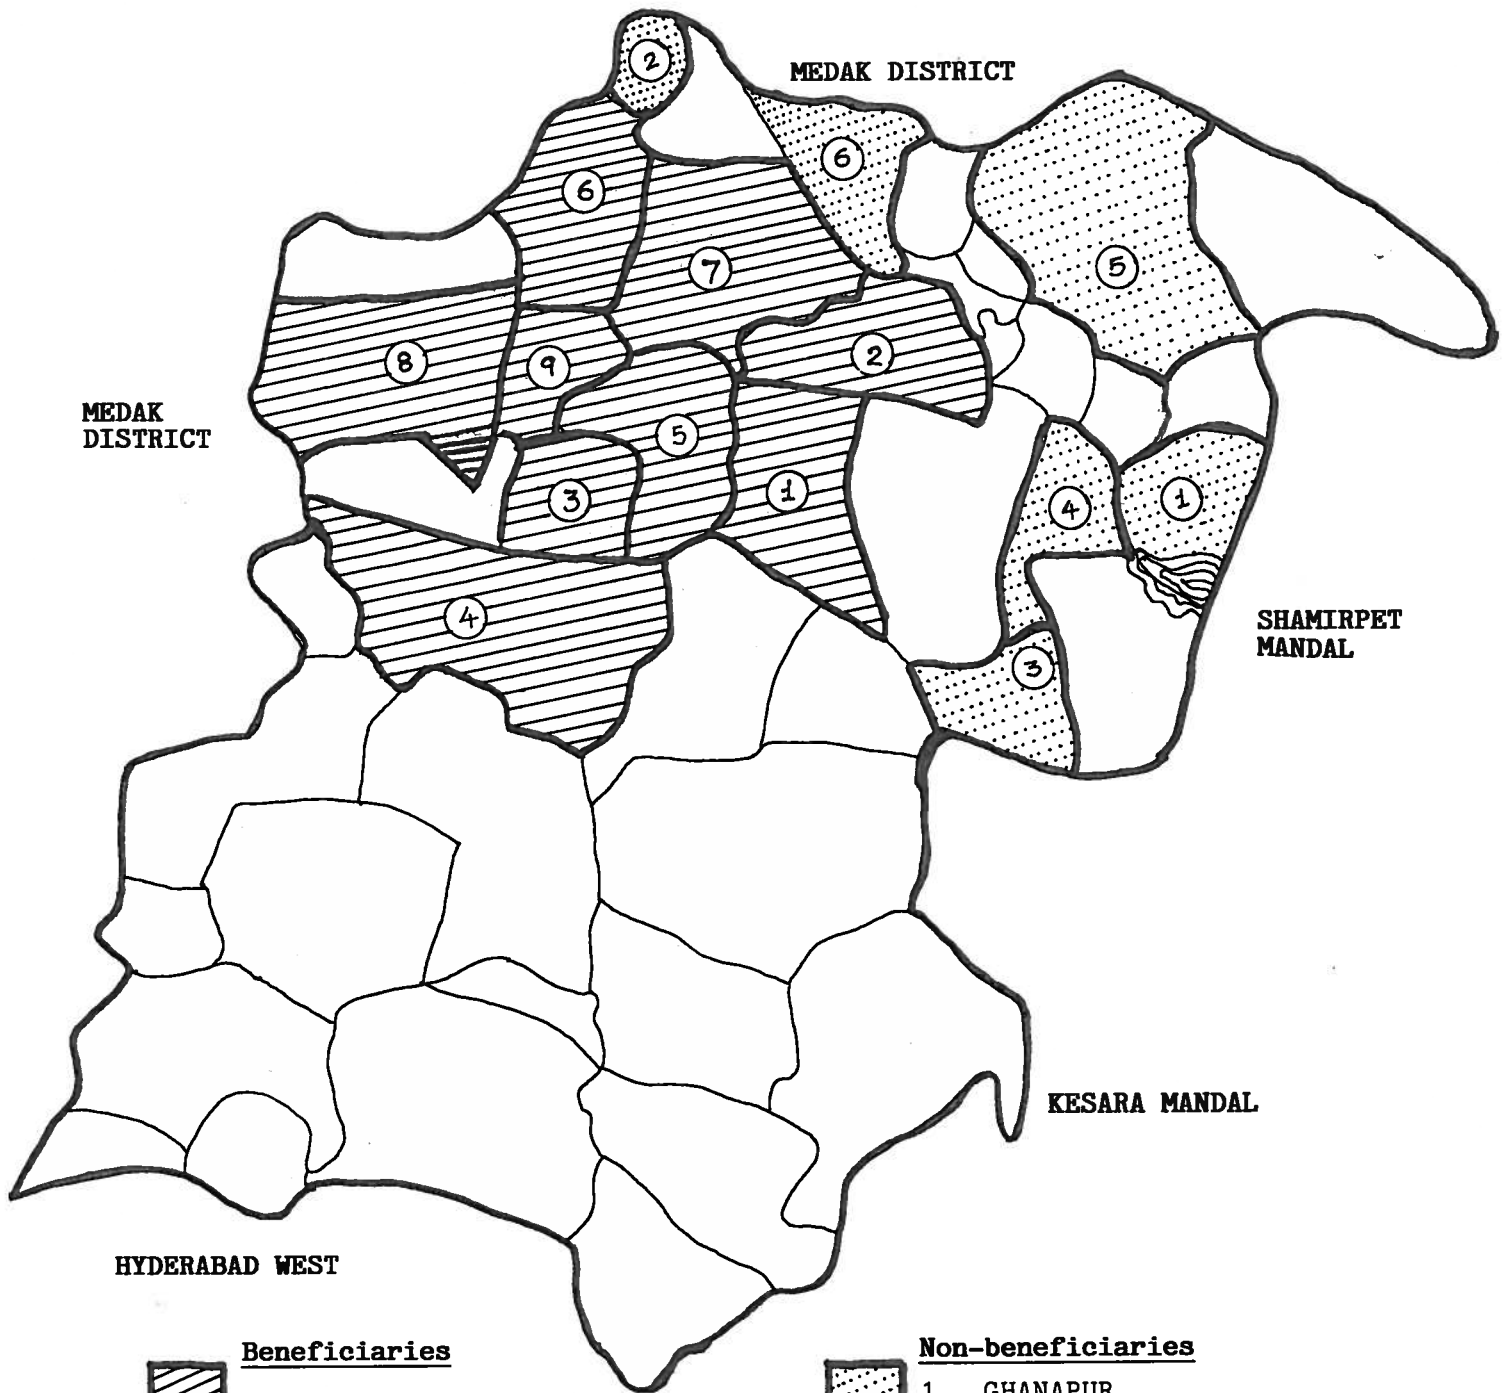 2
MEDAK DISTRICT
6
6
7
5
8
9
2
MEDAK
DISTRICT
5
3
1
4
1
4
SHAMIRPET
MANDAL
3
KESARA MANDAL
HYDERABAD WEST
Beneficiaries
Non-beneficiaries
1 GHANAPUR